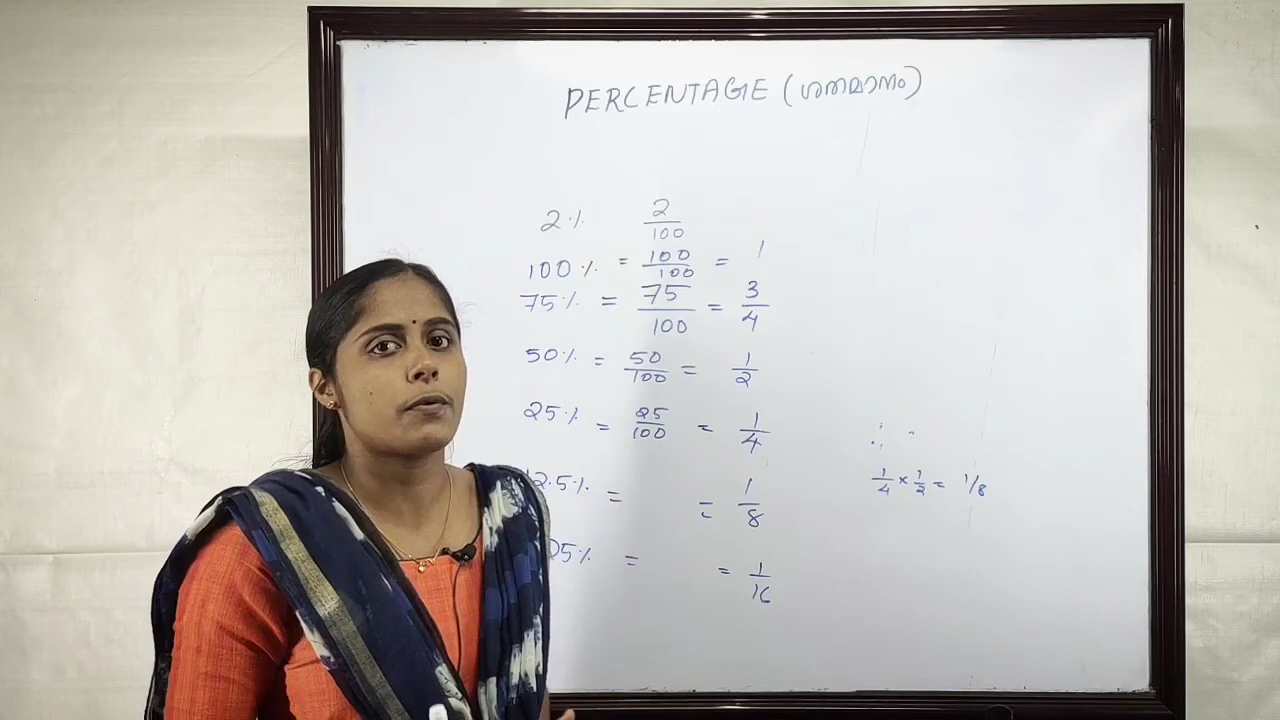 PERCENTAGE (ശതമാനം)
2% 2/100
100% = 100/100 = 1
75% = 75/100 = 3/4
50% = 50/100 = 1/2
25% = 25/100 = 1/4
2.5% = = 1/8
1/4 × 1/2 = 1/8
5% = = 1/16